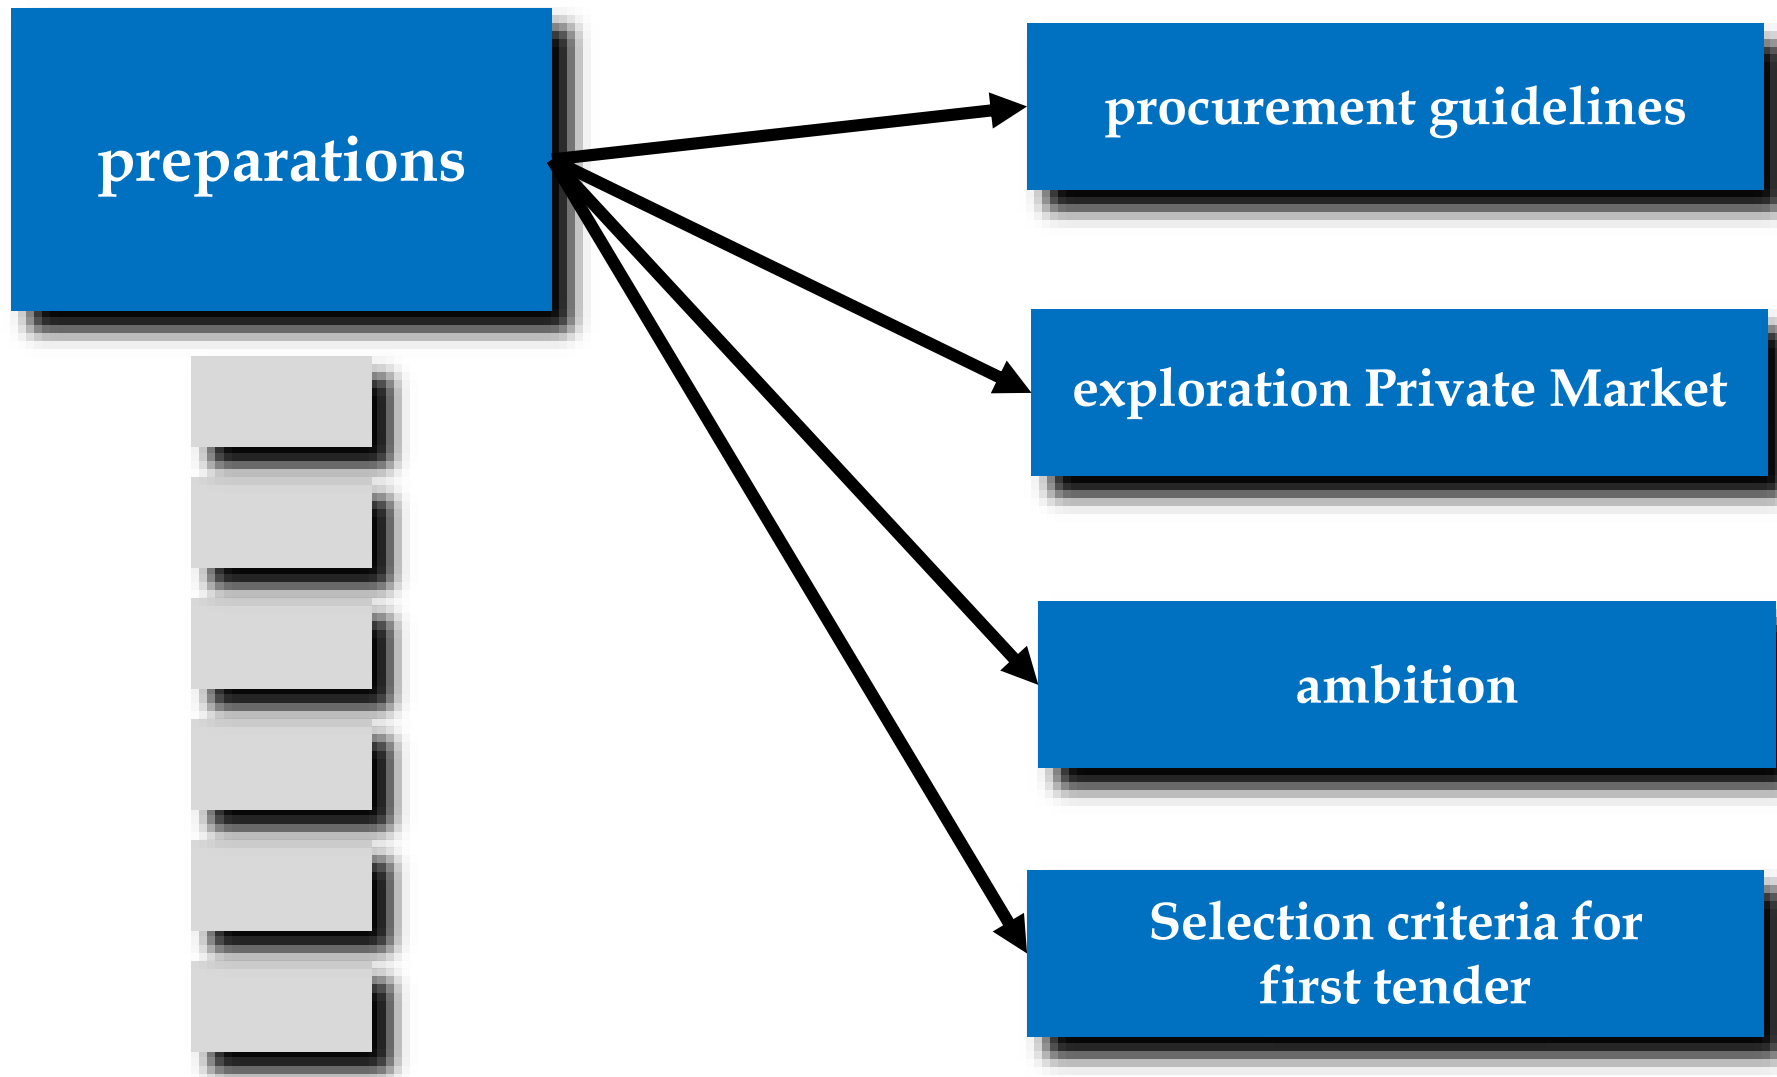 preparations
procurement guidelines
exploration Private Market
ambition
Selection criteria for
first tender